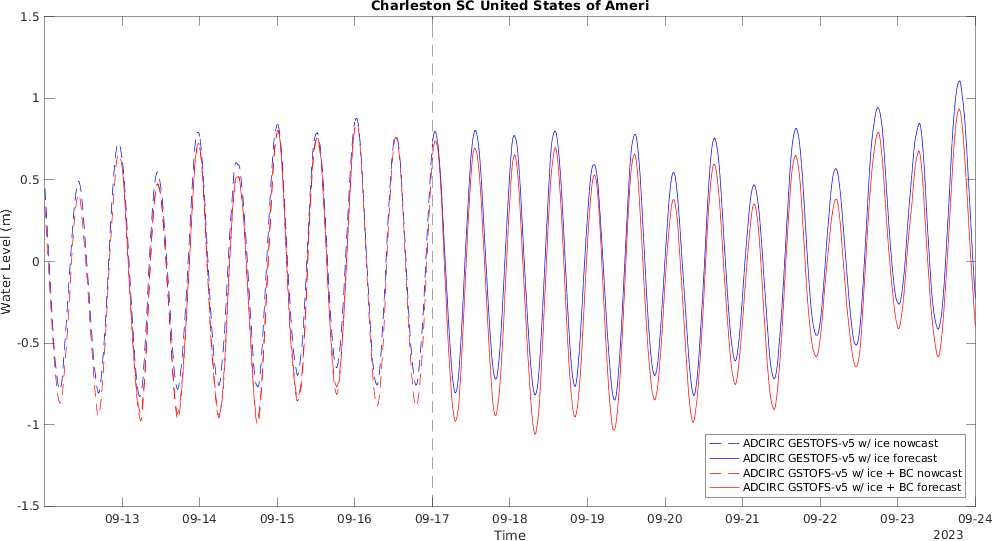 Charleston SC United States of Ameri
1.5
1
0.5
0
-0.5
-1
-1.5
Water Level (m)
09-13 09-14 09-15 09-16 09-17 09-18 09-19 09-20 09-21 09-22 09-23 09-24
Time
2023
ADCIRC GESTOFS-v5 w/ ice nowcast
ADCIRC GESTOFS-v5 w/ ice forecast
ADCIRC GSTOFS-v5 w/ ice + BC nowcast
ADCIRC GSTOFS-v5 w/ ice + BC forecast